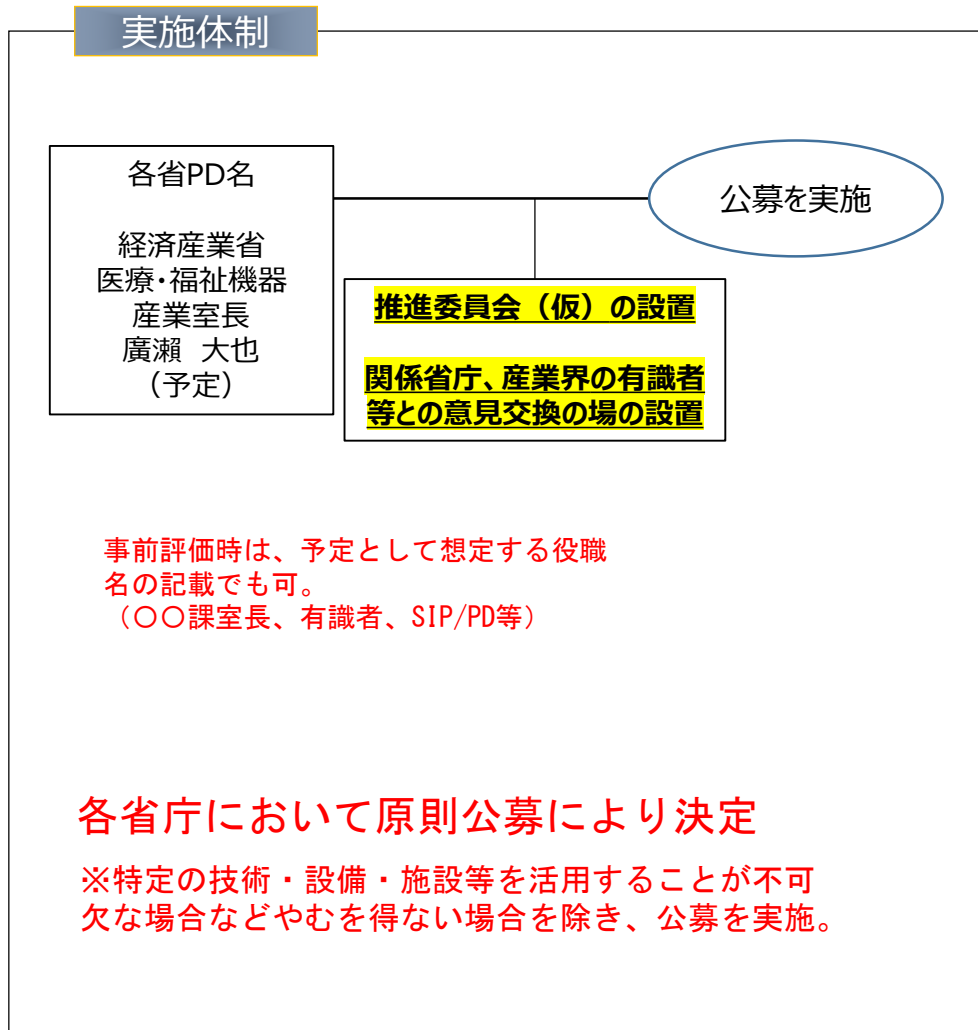 実施体制
各省PD名
経済産業省
医療・福祉機器
産業室長
廣瀬　大也
（予定）
公募を実施
推進委員会（仮）の設置
関係省庁、産業界の有識者
等との意見交換の場の設置
事前評価時は、予定として想定する役職
名の記載でも可。
（〇〇課室長、有識者、SIP/PD等）
各省庁において原則公募により決定
※特定の技術・設備・施設等を活用することが不可
欠な場合などやむを得ない場合を除き、公募を実施。